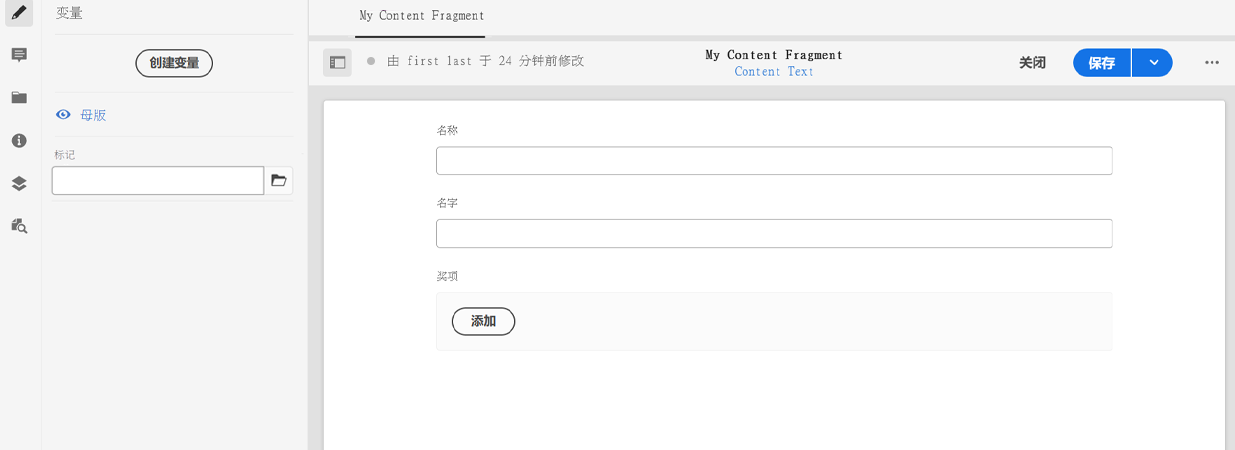 变量
创建变量
母版
标记
My Content Fragment
由 first last 于 24 分钟前修改
My Content Fragment
Content Text
关闭
保存
名称
名字
奖项
添加